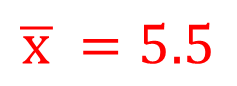 x̅ = 5.5